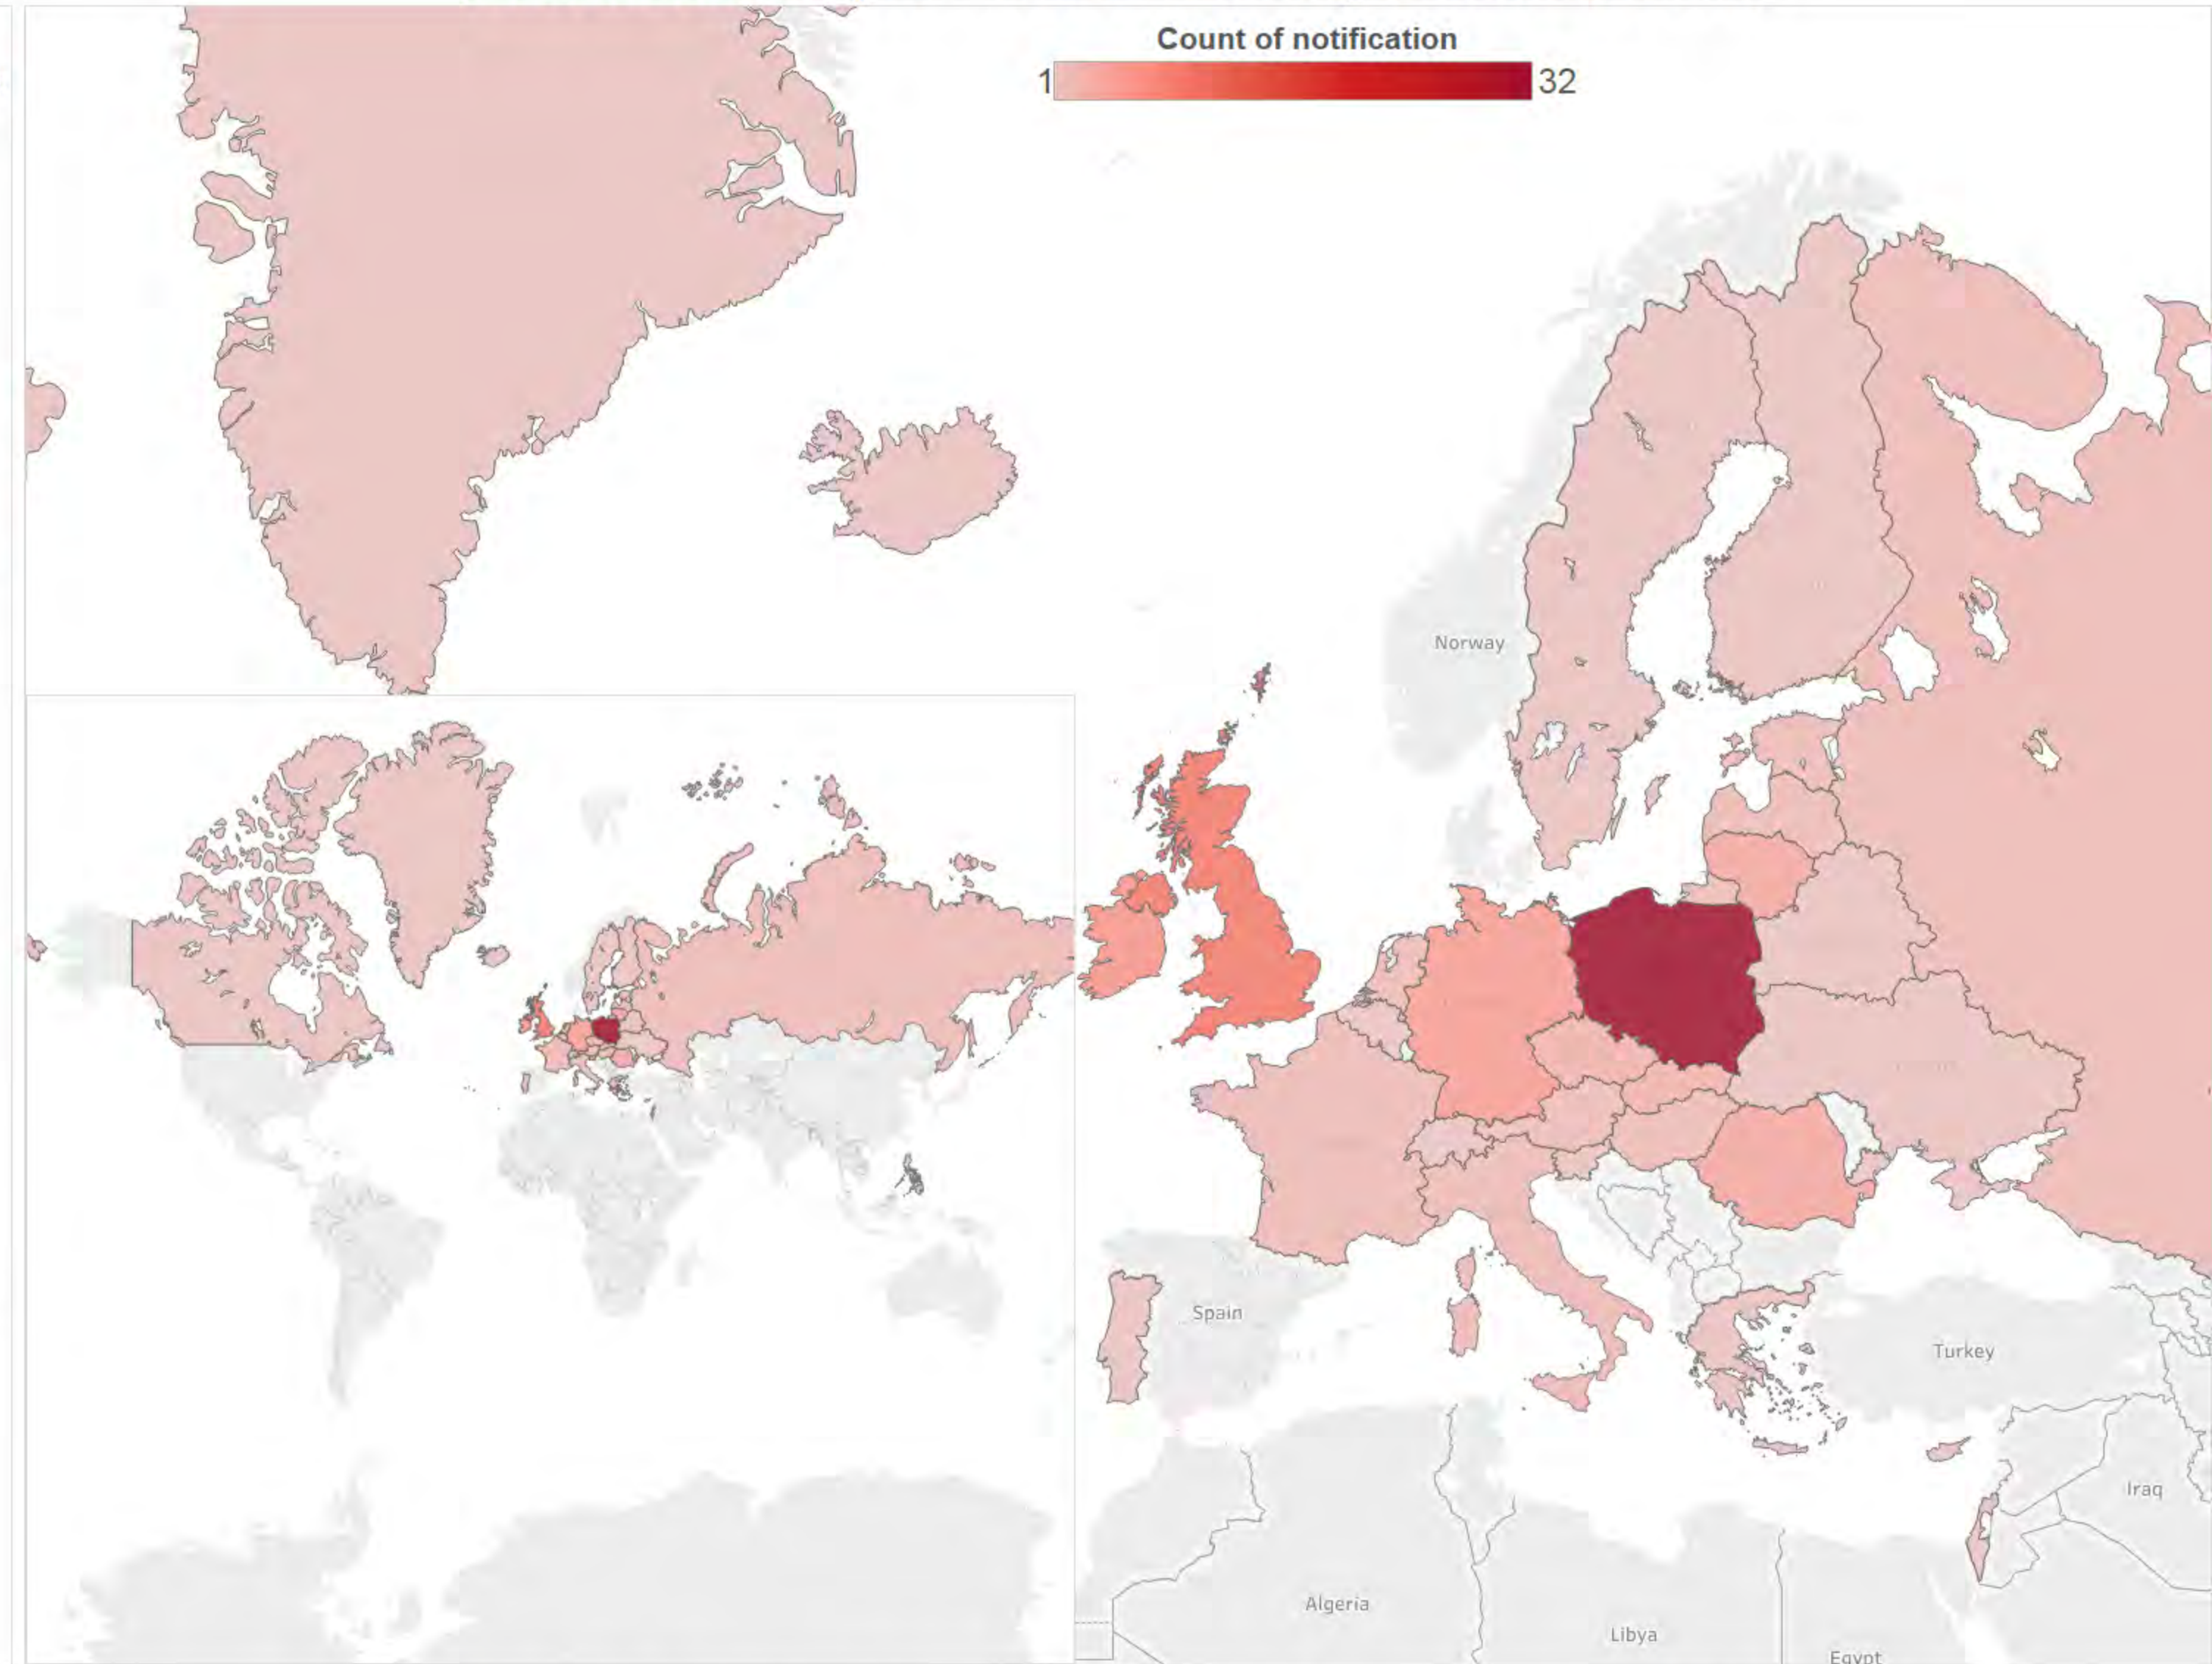 Count of notification
1
32
Norway
Spain
Turkey
Iraq
Algeria
Libya
Egypt